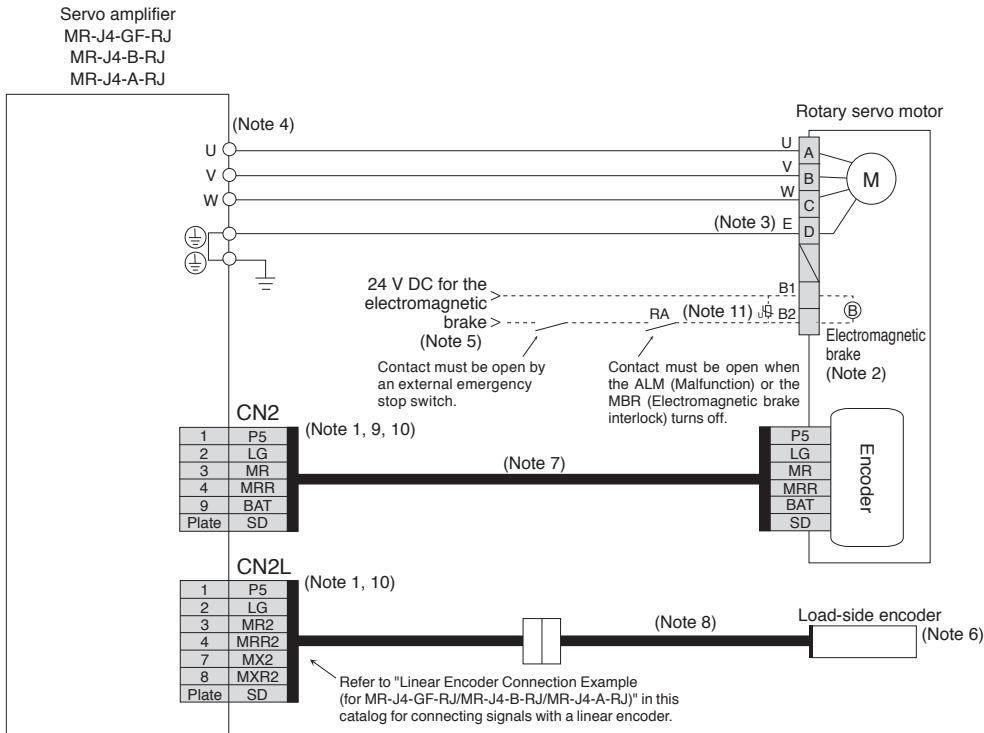 Servo amplifier
MR-J4-GF-RJ
MR-J4-B-RJ
MR-J4-A-RJ
Rotary servo motor
(Note 4)
U
U
A
V
V
B
M
W
W
C
(Note 3) E
D
24 V DC for the
electromagnetic
brake
(Note 5)
B1
RA
(Note 11)
U
B2
B
Electromagnetic
brake
(Note 2)
Contact must be open by
an external emergency
stop switch.
Contact must be open when
the ALM (Malfunction) or the
MBR (Electromagnetic brake
interlock) turns off.
CN2
(Note 1, 9, 10)
1 P5
2 LG
3 MR
4 MRR
9 BAT
Plate SD
(Note 7)
P5
LG
MR
MRR
BAT
SD
Encoder
CN2L
(Note 1, 10)
1 P5
2 LG
3 MR2
4 MRR2
7 MX2
8 MXR2
Plate SD
(Note 8)
Load-side encoder
(Note 6)
Refer to "Linear Encoder Connection Example
(for MR-J4-GF-RJ/MR-J4-B-RJ/MR-J4-A-RJ)" in this
catalog for connecting signals with a linear encoder.